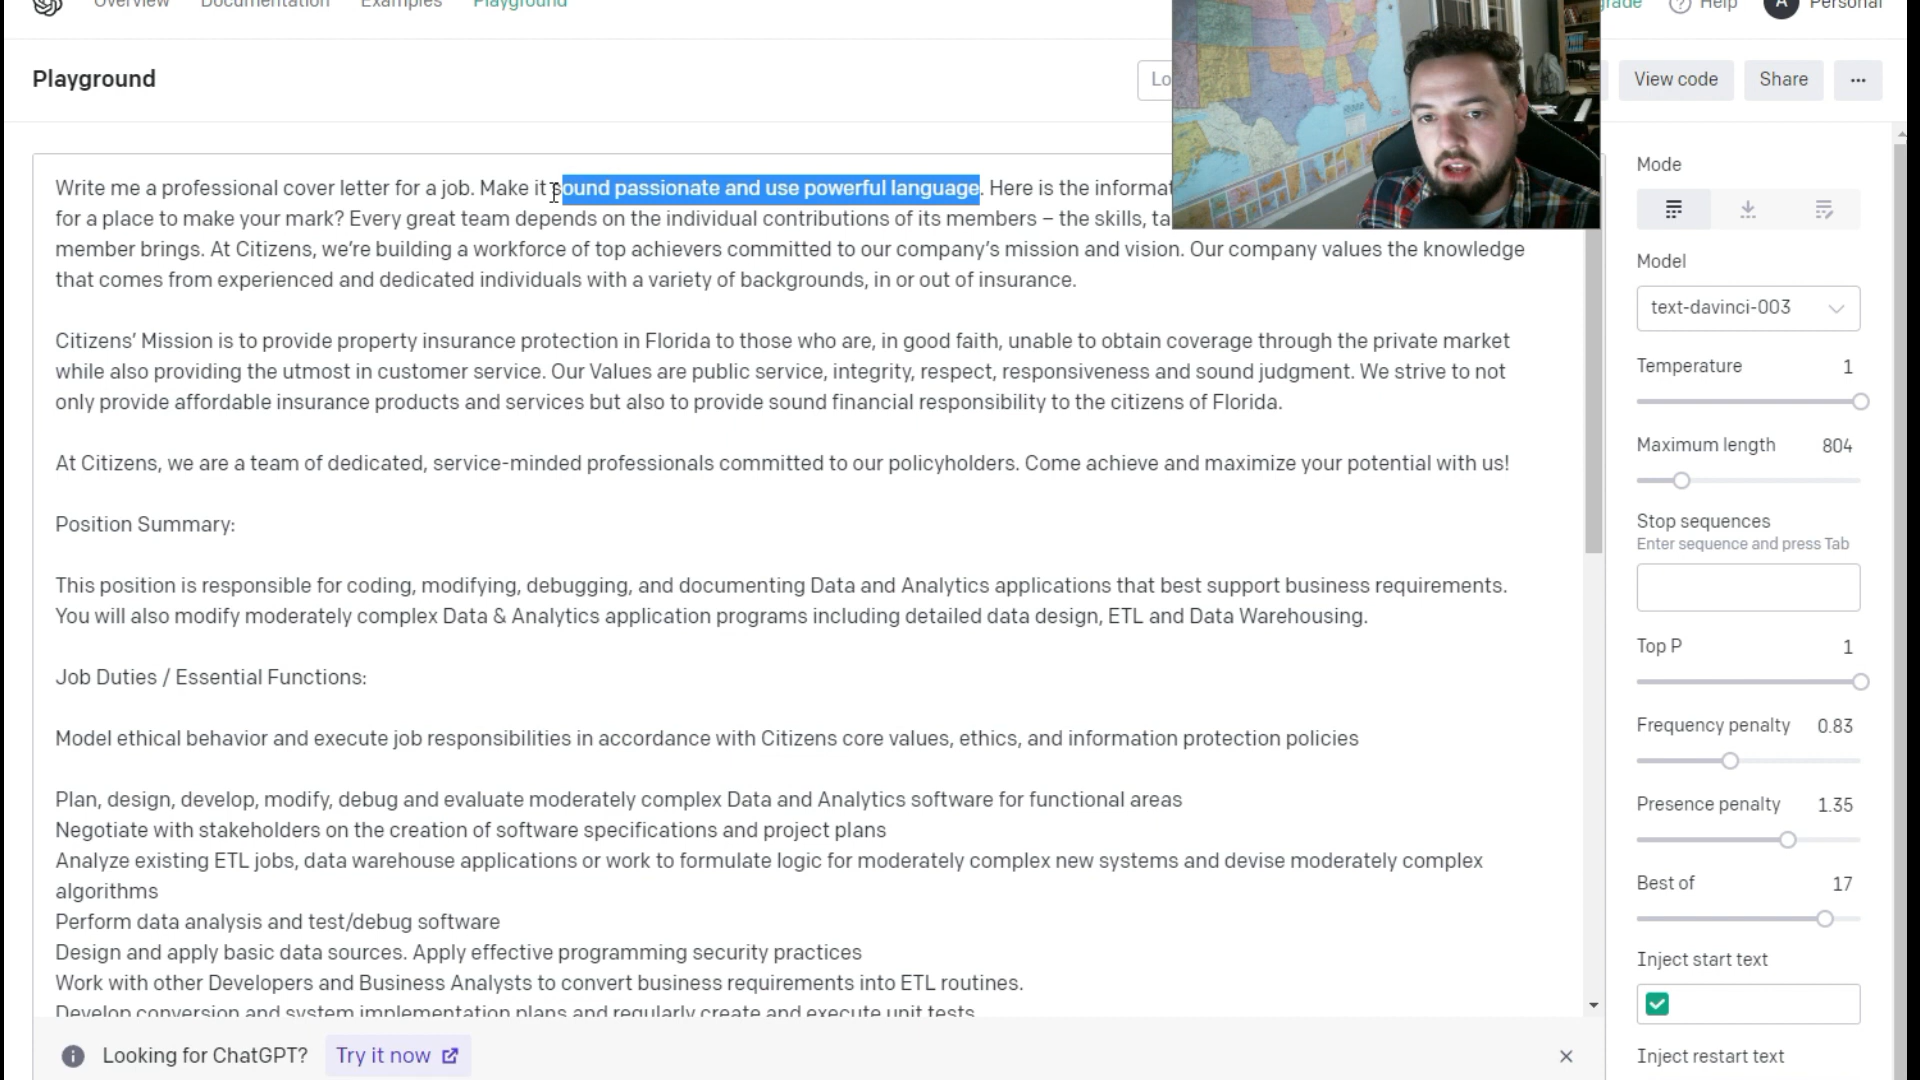 Overview Documentation Examples Playground Help Personal
Playground
Lo View code Share ...
Write me a professional cover letter for a job. Make it sound passionate and use powerful language. Here is the informat
for a place to make your mark? Every great team depends on the individual contributions of its members – the skills, ta
member brings. At Citizens, we’re building a workforce of top achievers committed to our company’s mission and vision. Our company values the knowledge
that comes from experienced and dedicated individuals with a variety of backgrounds, in or out of insurance.
Citizens’ Mission is to provide property insurance protection in Florida to those who are, in good faith, unable to obtain coverage through the private market
while also providing the utmost in customer service. Our Values are public service, integrity, respect, responsiveness and sound judgment. We strive to not
only provide affordable insurance products and services but also to provide sound financial responsibility to the citizens of Florida.
At Citizens, we are a team of dedicated, service-minded professionals committed to our policyholders. Come achieve and maximize your potential with us!
Position Summary:
This position is responsible for coding, modifying, debugging, and documenting Data and Analytics applications that best support business requirements.
You will also modify moderately complex Data & Analytics application programs including detailed data design, ETL and Data Warehousing.
Job Duties / Essential Functions:
Model ethical behavior and execute job responsibilities in accordance with Citizens core values, ethics, and information protection policies
Plan, design, develop, modify, debug and evaluate moderately complex Data and Analytics software for functional areas
Negotiate with stakeholders on the creation of software specifications and project plans
Analyze existing ETL jobs, data warehouse applications or work to formulate logic for moderately complex new systems and devise moderately complex
algorithms
Perform data analysis and test/debug software
Design and apply basic data sources. Apply effective programming security practices
Work with other Developers and Business Analysts to convert business requirements into ETL routines.
Develop conversion and system implementation plans and regularly create and execute unit tests
Looking for ChatGPT? Try it now
Mode
Model
text-davinci-003
Temperature 1
Maximum length 804
Stop sequences
Enter sequence and press Tab
Top P 1
Frequency penalty 0.83
Presence penalty 1.35
Best of 17
Inject start text
Inject restart text